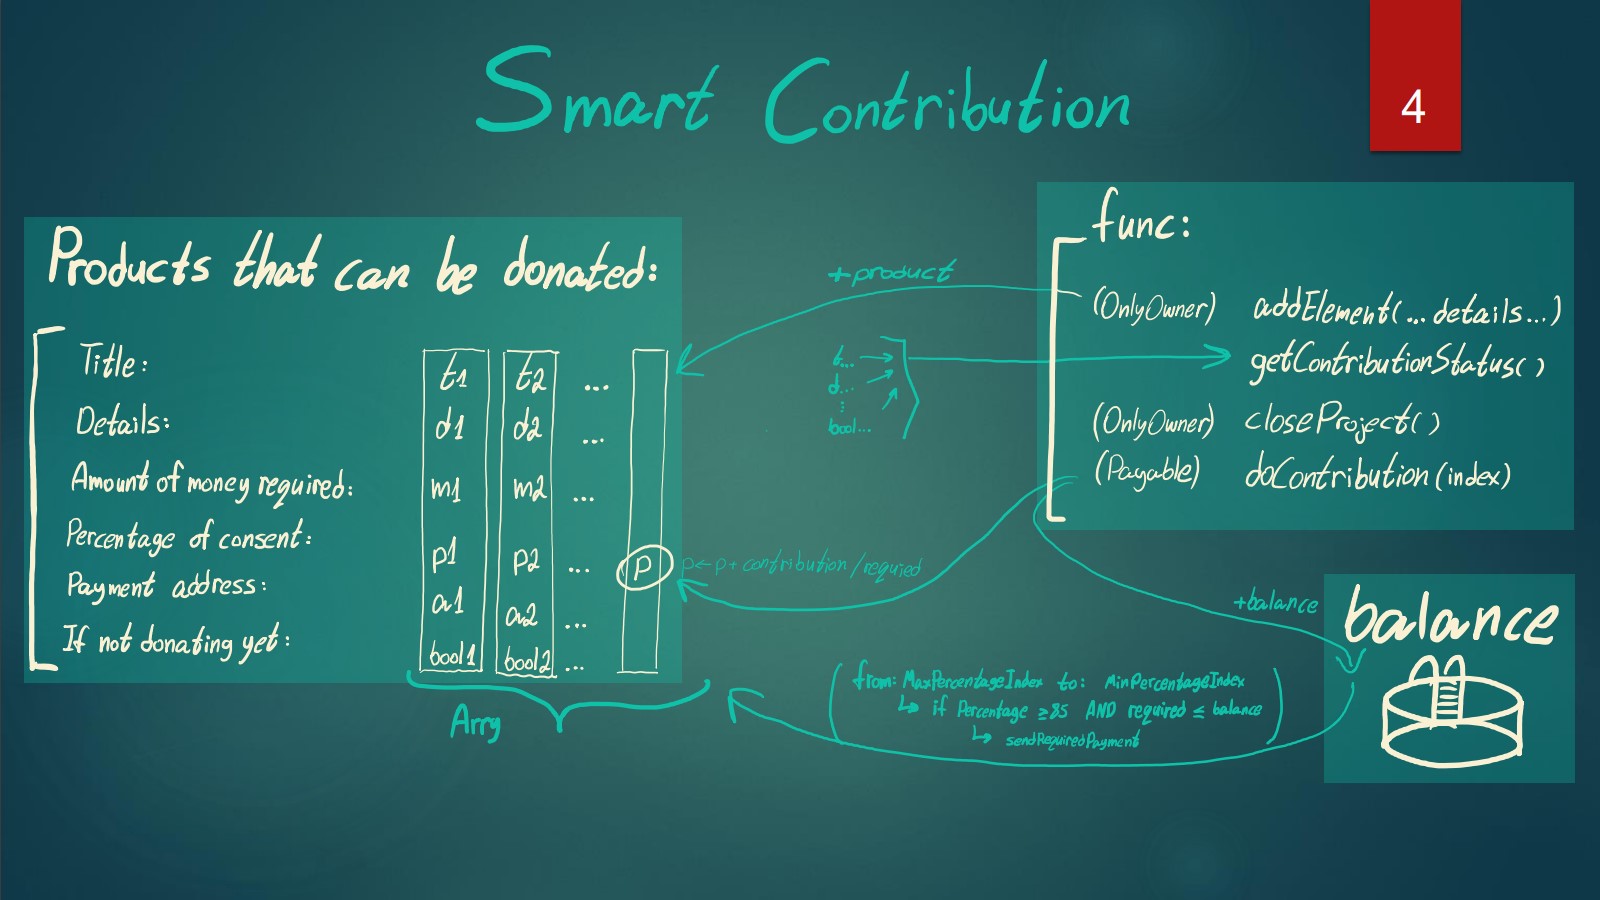 Smart Contribution
4
Products that can be donated:
Title: t1 t2 ...
Details: d1 d2 ...
Amount of money required: m1 m2 ...
Percentage of consent: p1 p2 ... p
Payment address: a1 a2 ...
If not donating yet: bool1 bool2 ...
Arry
+product
t...
d...
⋮
bool...
p←p+contribution/requied
func:
(OnlyOwner) addElement(...details...)
getContributionStatus()
(OnlyOwner) closeProject()
(Payable) doContribution(index)
+balance
balance
from: MaxPercentageIndex to: MinPercentageIndex
↳ if Percentage ≥85 AND required ≤ balance
↳ sendRequiredPayment